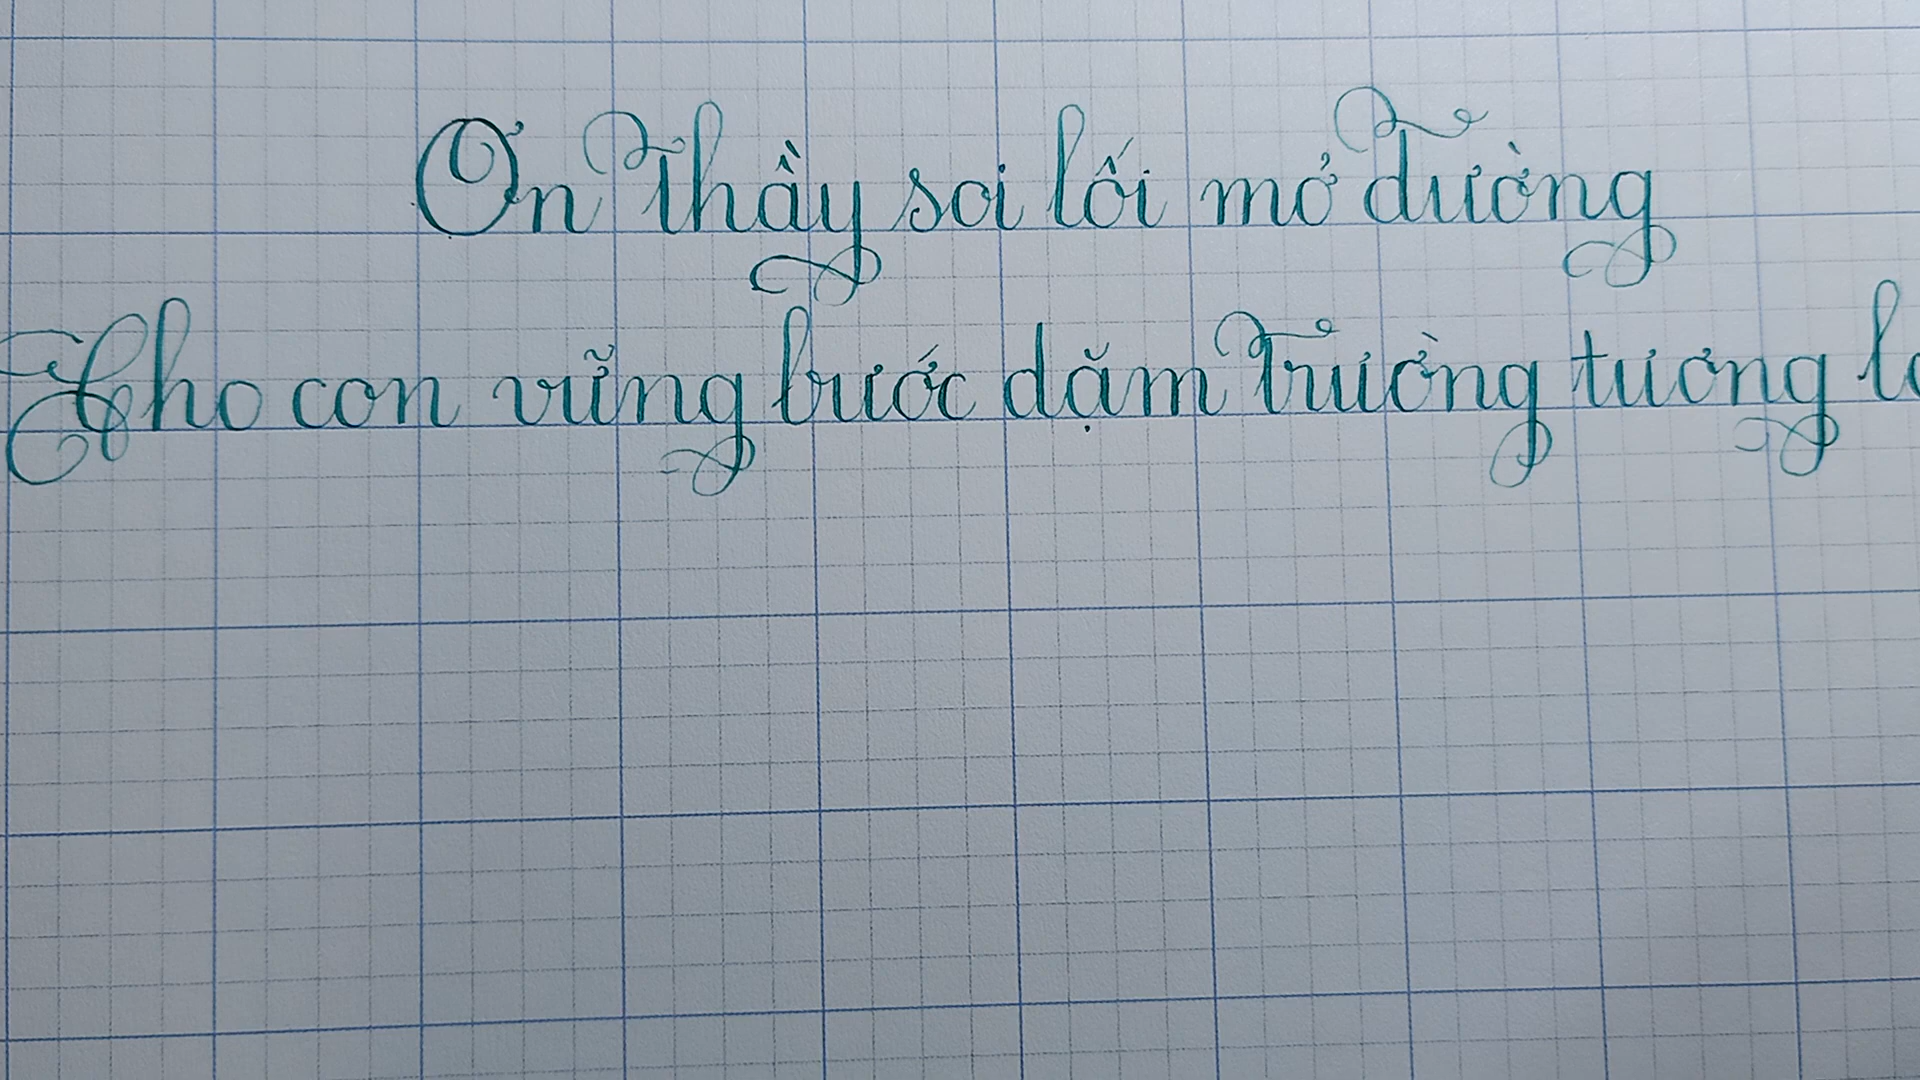 Ơn Thầy soi lối mở đường
Cho con vững bước dặm trường tương l